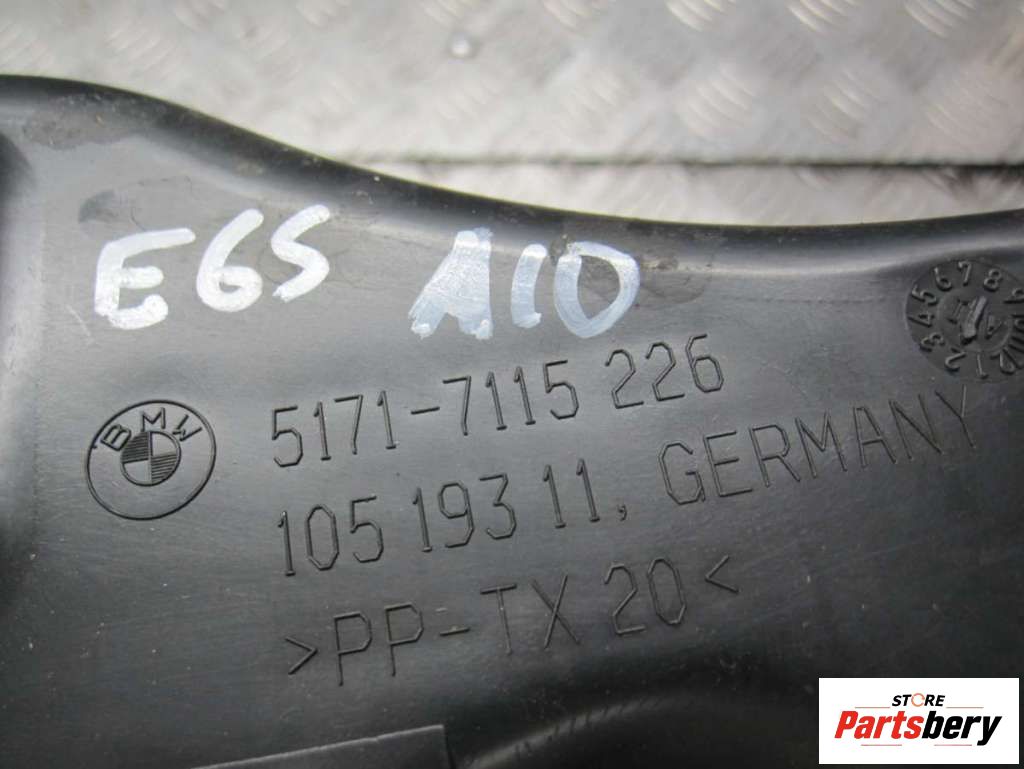 E65 A10
5171-7115 226
BMW
105 193 11, GERMANY
>PP-TX 20<
STORE
Partsbery